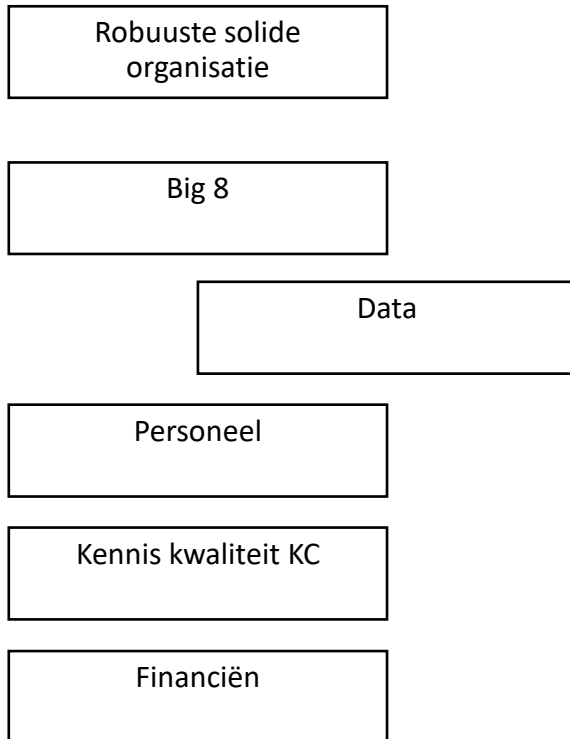 Robuuste solide
organisatie
Big 8
Data
Personeel
Kennis kwaliteit KC
Financiën